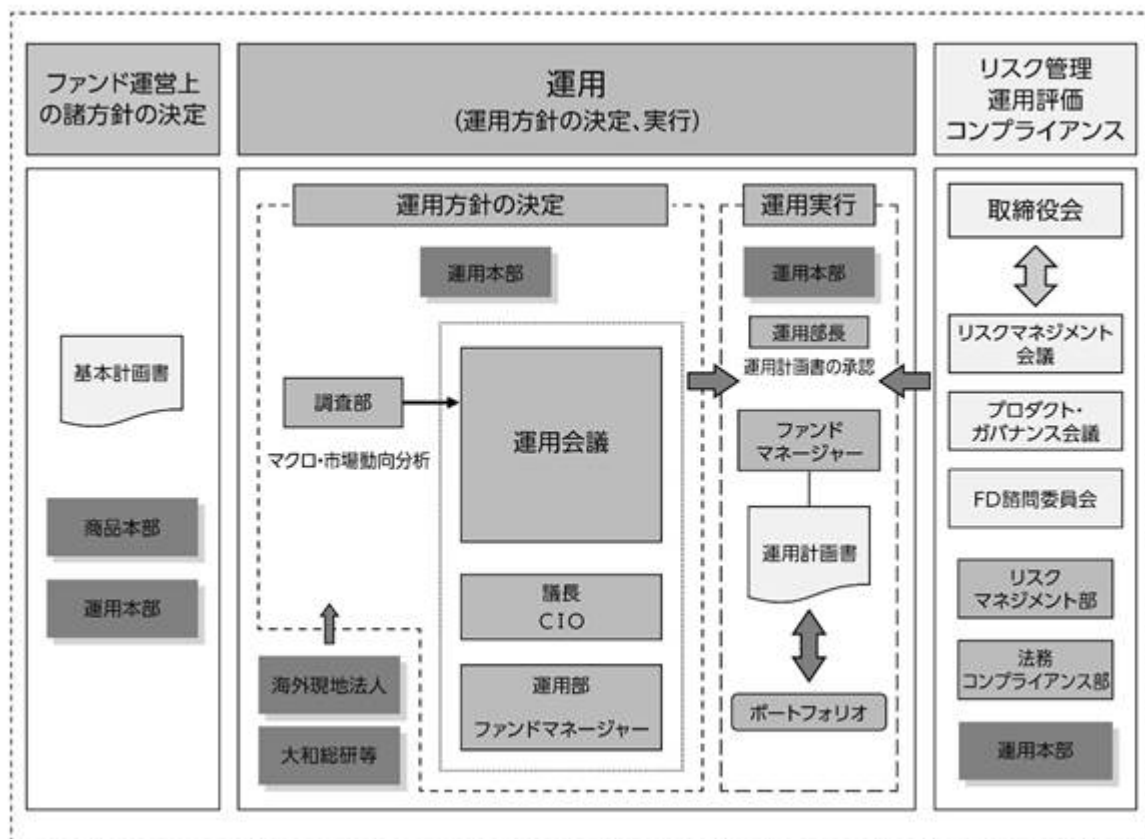 ファンド運営上
の諸方針の決定
運用
(運用方針の決定、実行)
リスク管理
運用評価
コンプライアンス
基本計画書
商品本部
運用本部
運用方針の決定
運用本部
調査部
マクロ・市場動向分析
運用会議
議長
CIO
運用部
ファンドマネージャー
海外現地法人
大和総研等
運用実行
運用本部
運用部長
運用計画書の承認
ファンド
マネージャー
運用計画書
ポートフォリオ
取締役会
リスクマネジメント
会議
プロダクト・
ガバナンス会議
FD諮問委員会
リスク
マネジメント部
法務
コンプライアンス部
運用本部